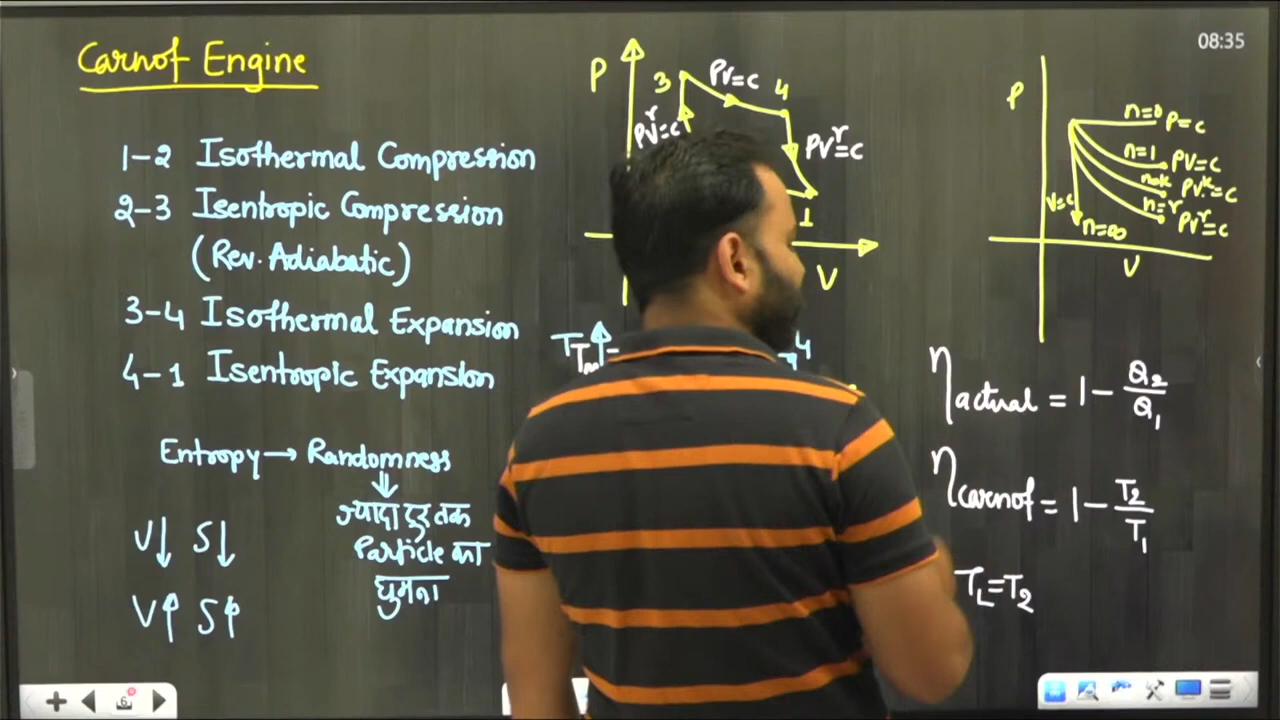 Carnot Engine
08:35
1-2 Isothermal Compression
2-3 Isentropic Compression
(Rev. Adiabatic)
3-4 Isothermal Expansion
4-1 Isentropic Expansion
Entropy → Randomness
⇓
ज्यादा दूर तक
Particle का
घुमना
V↓ S↓
V↑ S↑
P
3
PV=C
4
PV^r=C
PV^r=C
1
V
T
4
P
n=0 P=C
n=1 PV=C
PV^k=C
n=r PV^r=C
V=C
n=∞
V
η actual = 1 - Q2/Q1
η carnot = 1 - T2/T1
TL=T2
6